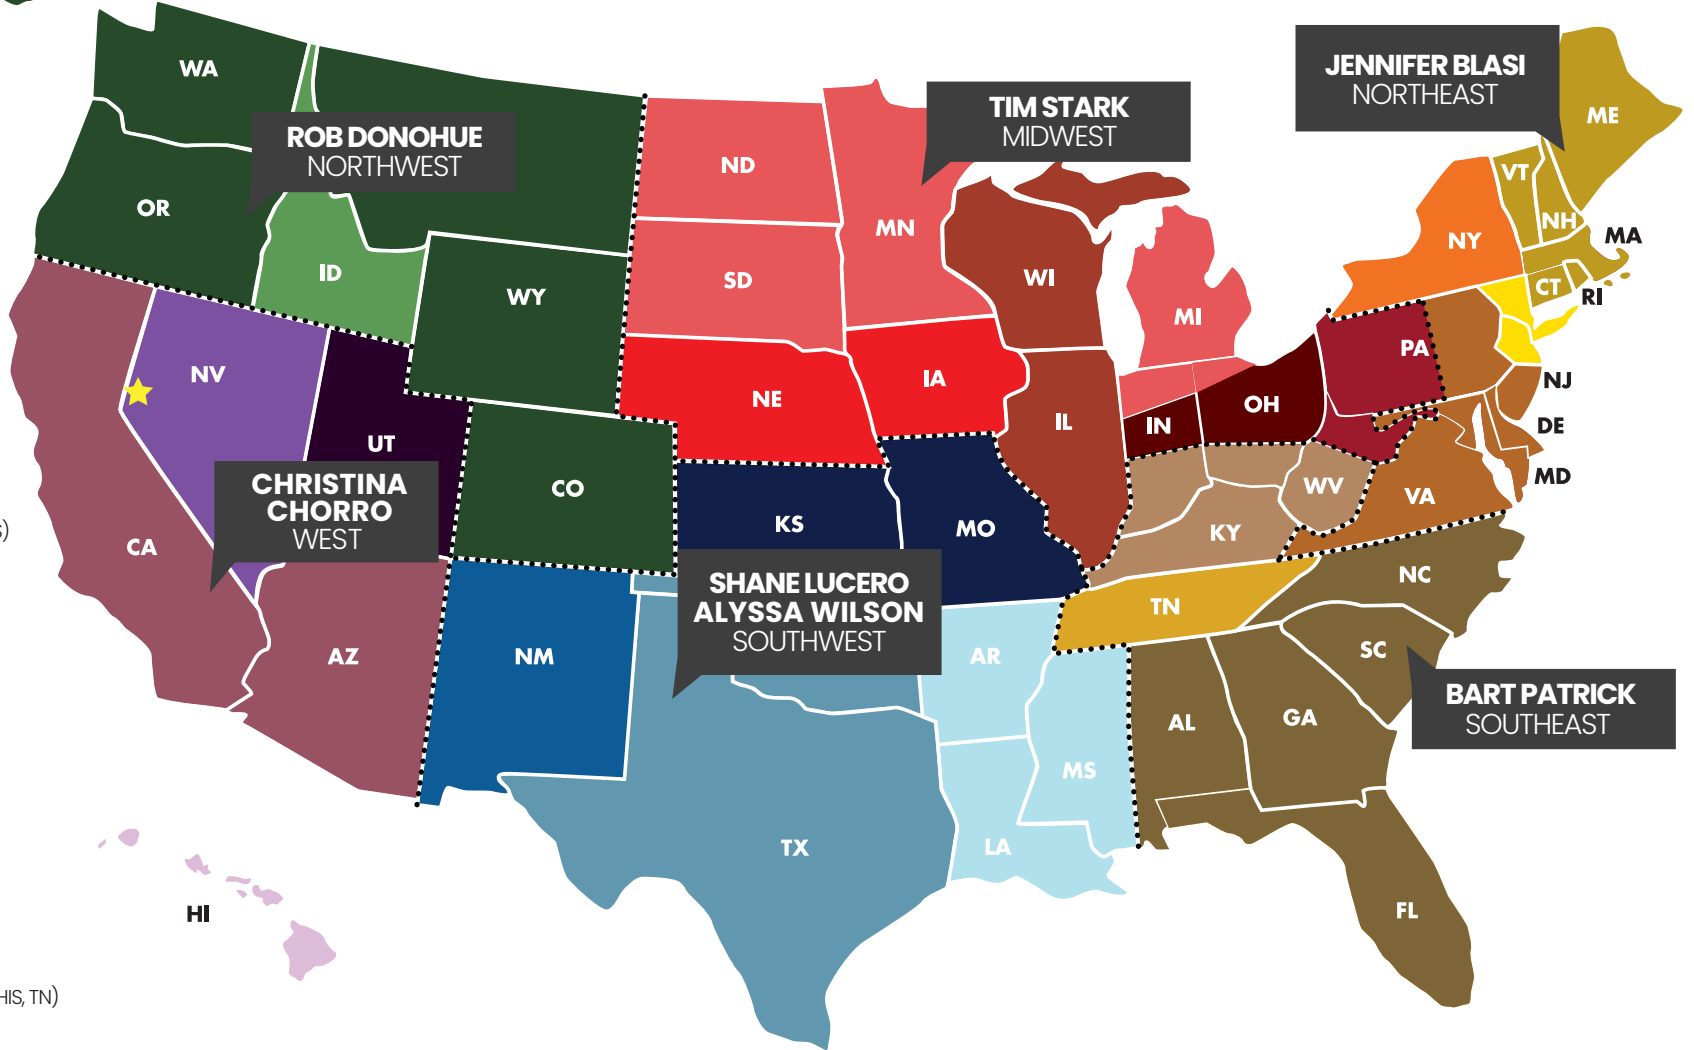 JENNIFER BLASI
NORTHEAST
TIM STARK
MIDWEST
ROB DONOHUE
NORTHWEST
CHRISTINA
CHORRO
WEST
SHANE LUCERO
ALYSSA WILSON
SOUTHWEST
BART PATRICK
SOUTHEAST
WA
OR
ID
WY
ND
SD
MN
WI
MI
NE
IA
IL
IN
OH
PA
NY
VT
NH
ME
MA
CT
RI
NJ
DE
MD
VA
WV
KY
NV
UT
CO
KS
MO
CA
AZ
NM
TX
AR
LA
MS
TN
NC
SC
AL
GA
FL
HI
S)
HIS, TN)